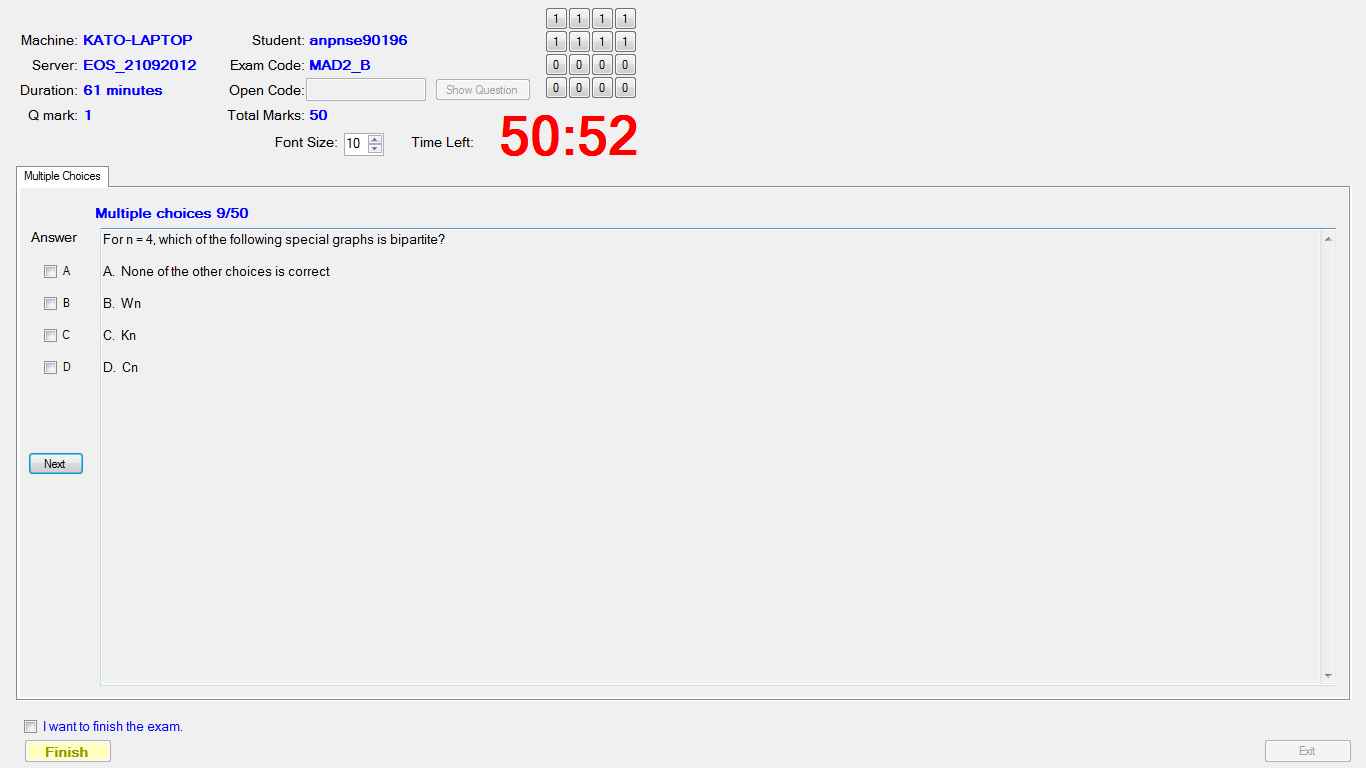 Machine: KATO-LAPTOP Student: anpnse90196
Server: EOS_21092012 Exam Code: MAD2_B
Duration: 61 minutes Open Code: Show Question
Q mark: 1 Total Marks: 50
1 1 1 1
1 1 1 1
0 0 0 0
0 0 0 0
Font Size: 10 Time Left: 50:52
Multiple Choices
Multiple choices 9/50
Answer
For n = 4, which of the following special graphs is bipartite?
A A. None of the other choices is correct
B B. Wn
C C. Kn
D D. Cn
Next
I want to finish the exam.
Finish
Exit